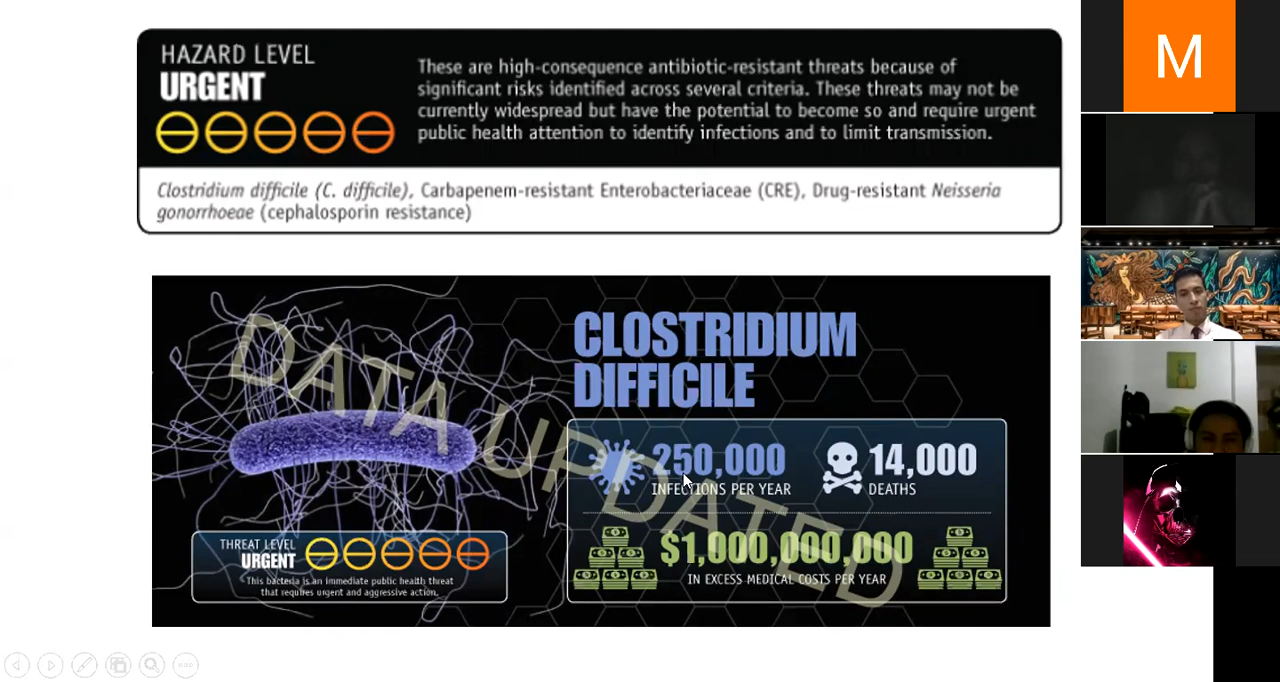 HAZARD LEVEL
URGENT
These are high-consequence antibiotic-resistant threats because of
significant risks identified across several criteria. These threats may not be
currently widespread but have the potential to become so and require urgent
public health attention to identify infections and to limit transmission.
Clostridium difficile (C. difficile), Carbapenem-resistant Enterobacteriaceae (CRE), Drug-resistant Neisseria
gonorrhoeae (cephalosporin resistance)
CLOSTRIDIUM
DIFFICILE
DATA UPDATED
250,000
INFECTIONS PER YEAR
14,000
DEATHS
$1,000,000,000
IN EXCESS MEDICAL COSTS PER YEAR
THREAT LEVEL
URGENT
This bacteria is an immediate public health threat
that requires urgent and aggressive action.
M